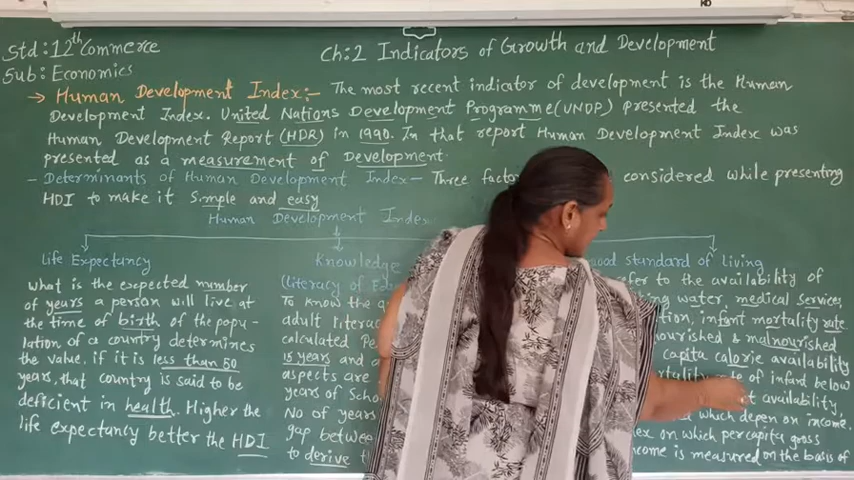 Std: 12th Commerce
Sub: Economics
Ch: 2 Indicators of Growth and Development
→ Human Development Index:- The most recent indicator of development is the Human
Development Index. United Nations Development Programme (UNDP) presented the
Human Development Report (HDR) in 1990. In that report Human Development Index was
presented as a measurement of development.
- Determinants of Human Development Index - Three considered while presenting
HDI to make it simple and easy
Human Development Index
Life Expectancy
What is the expected number
of years a person will live at
the time of birth of the popu-
lation of a country determines
the value. if it is less than 50
years, that country is said to be
deficient in health. Higher the
life expectancy better the HDI
Knowledge
(Literacy of
To know the
adult
calculated
15 years and
aspects are
years of
No of years
gap
to derive
Good standard of Living
refer to the availability of
water, medical services,
infant mortality rate
nourished & malnourished
capita calorie availability
of infant below
availability,
which depen on income.
on which percapita gross
income is measured on the basis of